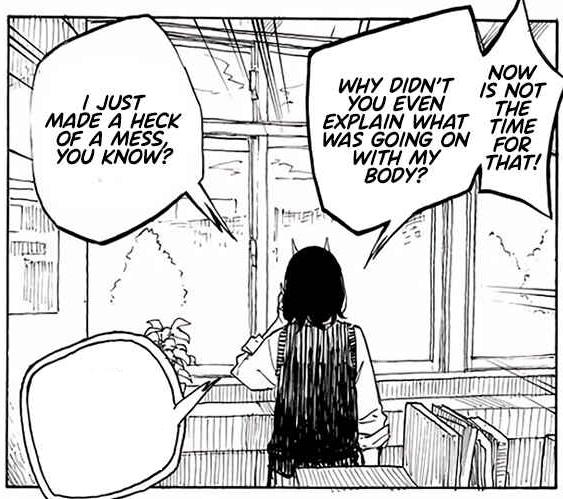 NOW
IS NOT
THE
TIME
FOR
THAT!
WHY DIDN'T
YOU EVEN
EXPLAIN WHAT
WAS GOING ON
WITH MY
BODY?
I JUST
MADE A HECK
OF A MESS,
YOU KNOW?